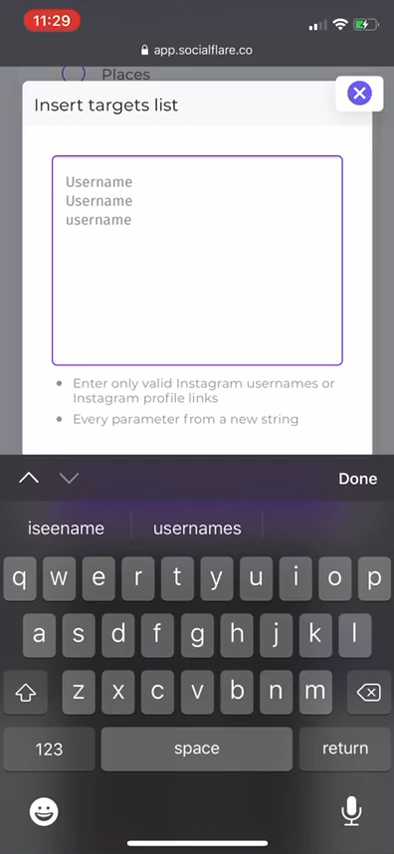 11:29
app.socialflare.co
Places
Insert targets list
Username
Username
username
Enter only valid Instagram usernames or
Instagram profile links
Every parameter from a new string
Done
iseename usernames
q w e r t y u i o p
a s d f g h j k l
z x c v b n m
123 space return